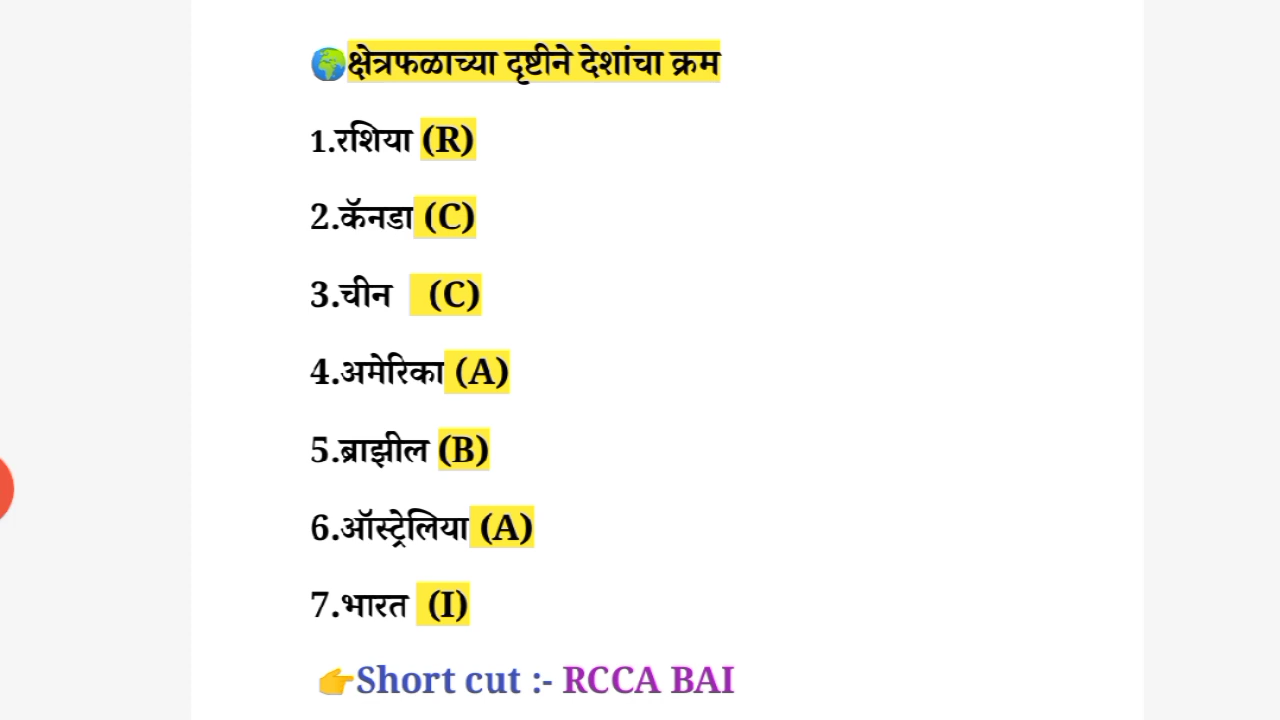 🌍क्षेत्रफळाच्या दृष्टीने देशांचा क्रम
1.रशिया (R)
2.कॅनडा (C)
3.चीन (C)
4.अमेरिका (A)
5.ब्राझील (B)
6.ऑस्ट्रेलिया (A)
7.भारत (I)
👉Short cut :- RCCA BAI